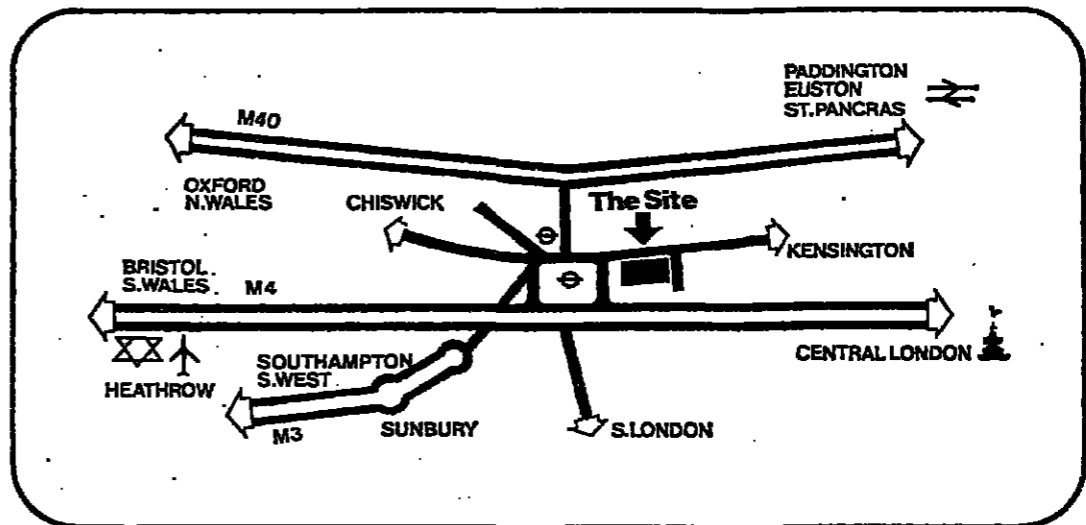 PADDINGTON
EUSTON
ST.PANCRAS
M40
OXFORD
N.WALES
CHISWICK
The Site
KENSINGTON
BRISTOL
S.WALES
M4
CENTRAL LONDON
HEATHROW
SOUTHAMPTON
S.WEST
M3
SUNBURY
S.LONDON